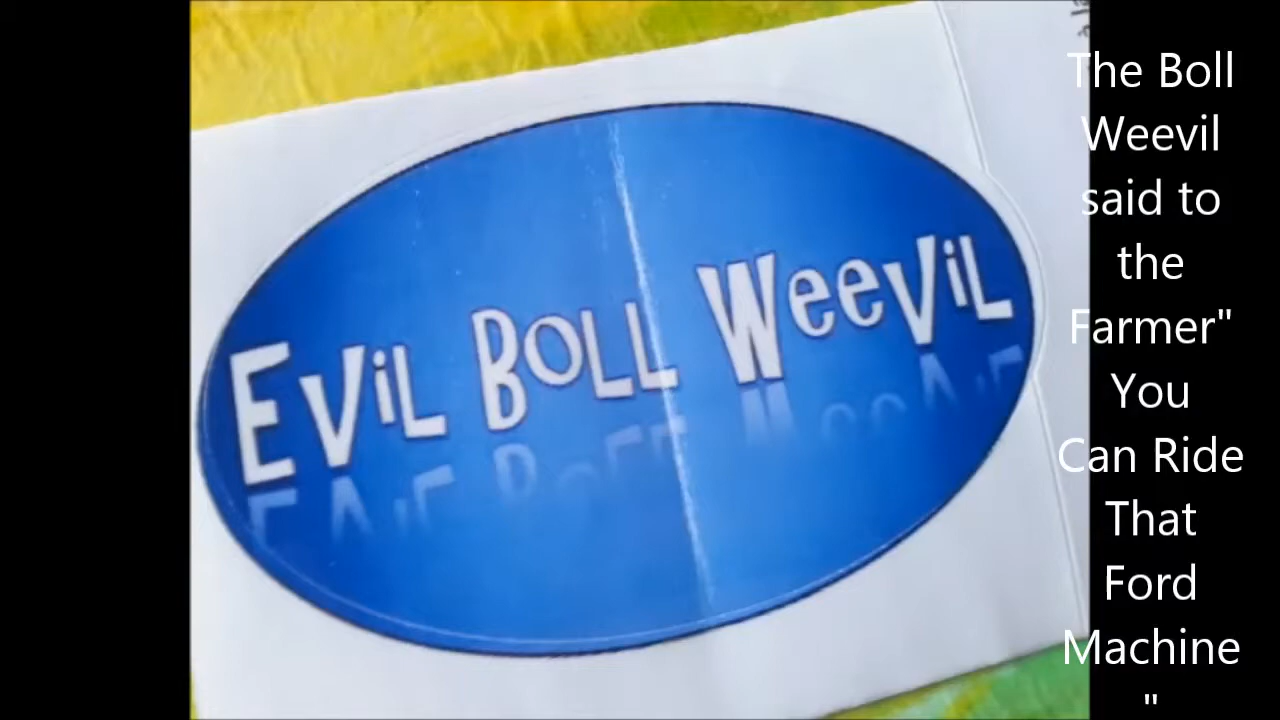 Evil Boll Weevil
The Boll
Weevil
said to
the
Farmer"
You
Can Ride
That
Ford
Machine
"